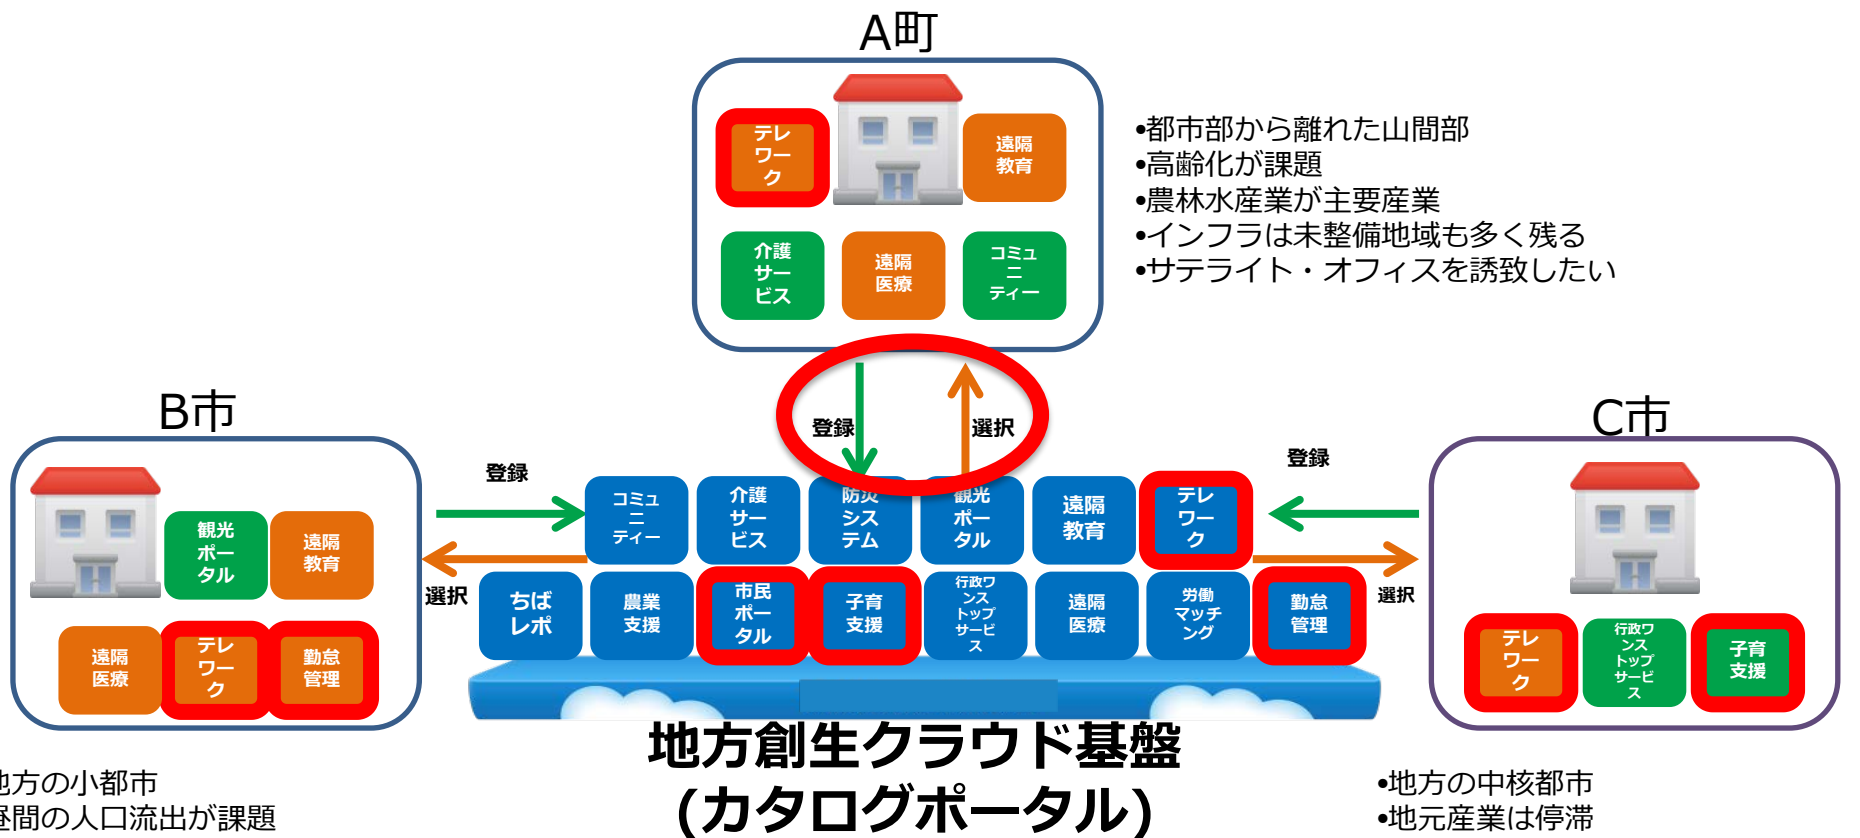 A町
テレ
ワー
ク
遠隔
教育
介護
サー
ビス
遠隔
医療
コミュ
ニ
ティー
•都市部から離れた山間部
•高齢化が課題
•農林水産業が主要産業
•インフラは未整備地域も多く残る
•サテライト・オフィスを誘致したい
登録
選択
B市
観光
ポー
タル
遠隔
教育
遠隔
医療
テレ
ワー
ク
勤怠
管理
登録
選択
コミュ
ニ
ティー
介護
サー
ビス
防災
シス
テム
観光
ポー
タル
遠隔
教育
テレ
ワー
ク
ちば
レポ
農業
支援
市民
ポー
タル
子育
支援
行政ワ
ンス
トップ
サービ
ス
遠隔
医療
労働
マッチ
ング
勤怠
管理
登録
選択
C市
テレ
ワー
ク
行政ワ
ンス
トップ
サービ
ス
子育
支援
地方創生クラウド基盤
(カタログポータル)
地方の小都市
昼間の人口流出が課題
•地方の中核都市
•地元産業は停滞